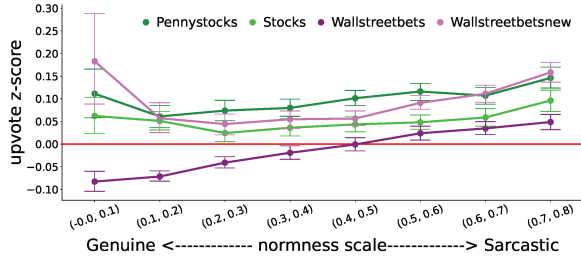 Pennystocks Stocks Wallstreetbets Wallstreetbetsnew
upvote z-score
0.30
0.25
0.20
0.15
0.10
0.05
0.00
−0.05
−0.10
(-0.0, 0.1) (0.1, 0.2) (0.2, 0.3) (0.3, 0.4) (0.4, 0.5) (0.5, 0.6) (0.6, 0.7) (0.7, 0.8)
Genuine <------------- normness scale-------------> Sarcastic